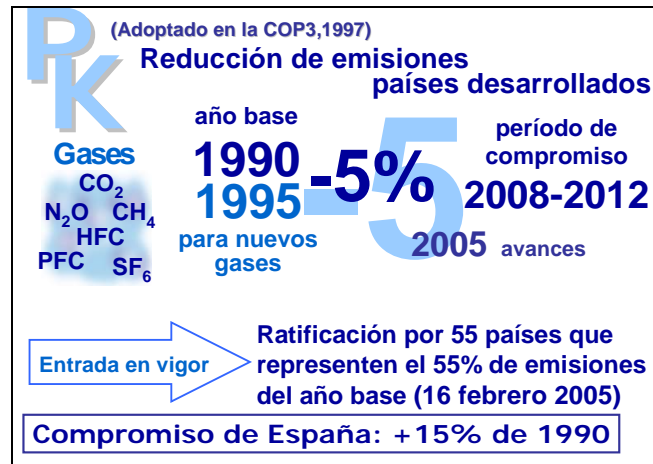 PK
(Adoptado en la COP3,1997)
Reducción de emisiones
países desarrollados
Gases
CO2
N2O CH4
HFC
PFC SF6
año base
1990
1995
para nuevos
gases
-5%
-5
período de
compromiso
2008-2012
2005 avances
Entrada en vigor
Ratificación por 55 países que
representen el 55% de emisiones
del año base (16 febrero 2005)
Compromiso de España: +15% de 1990